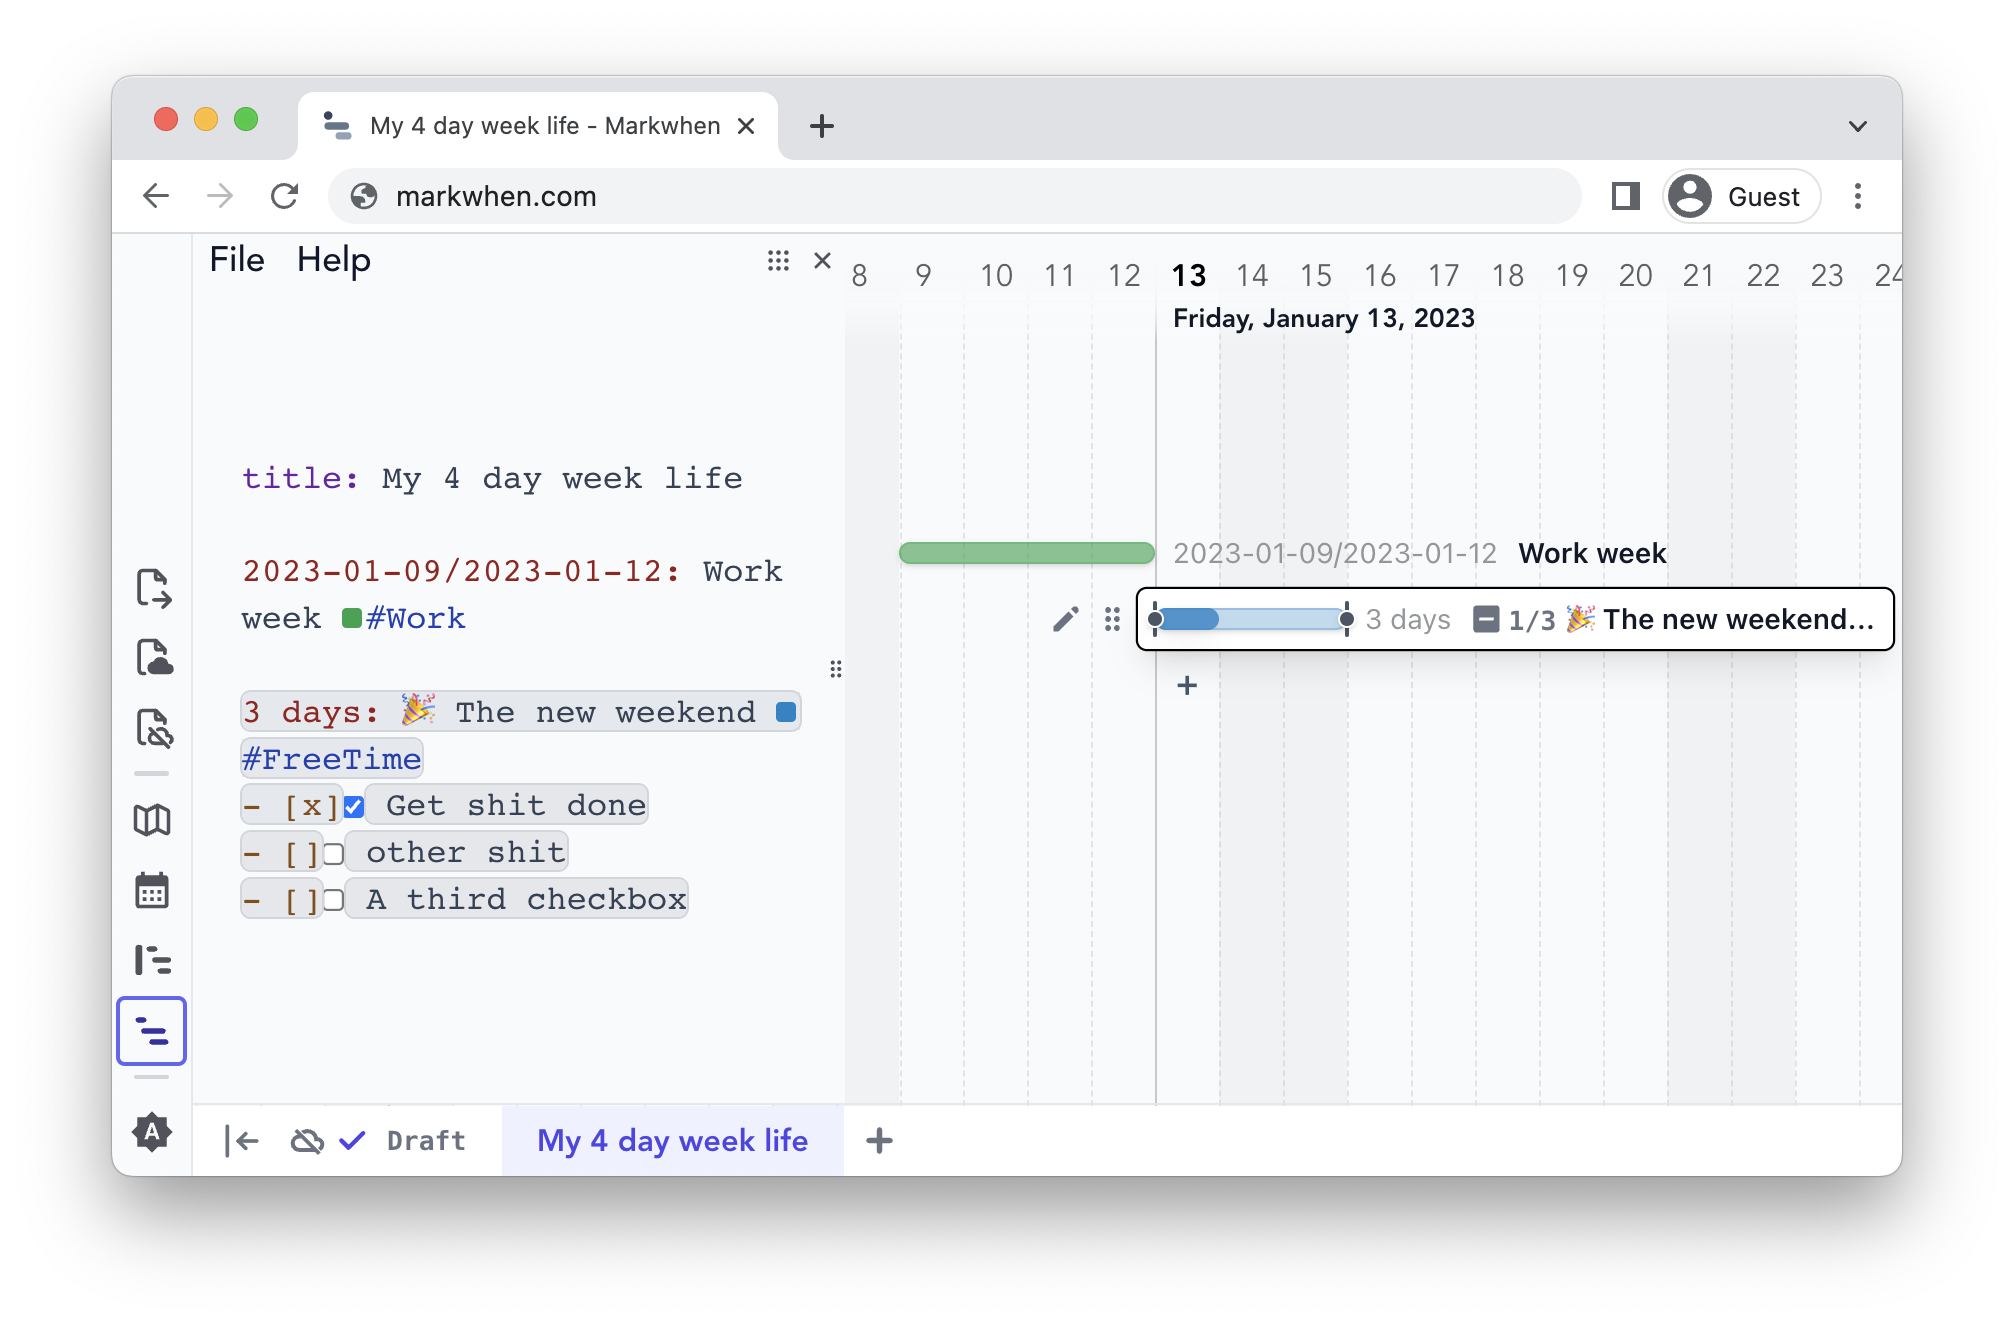 My 4 day week life - Markwhen
markwhen.com
Guest
File Help
8 9 10 11 12 13 14 15 16 17 18 19 20 21 22 23 24
Friday, January 13, 2023
title: My 4 day week life
2023-01-09/2023-01-12: Work
week #Work
3 days: 🎉 The new weekend
#FreeTime
- [x] Get shit done
- [] other shit
- [] A third checkbox
2023-01-09/2023-01-12 Work week
3 days 1/3 🎉 The new weekend...
A
Draft
My 4 day week life